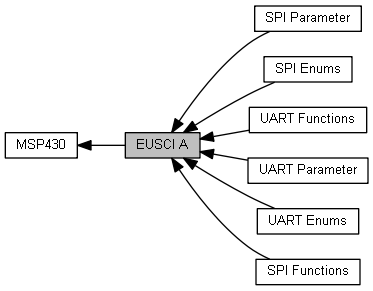 SPI Parameter
SPI Enums
UART Functions
MSP430
EUSCI A
UART Parameter
UART Enums
SPI Functions